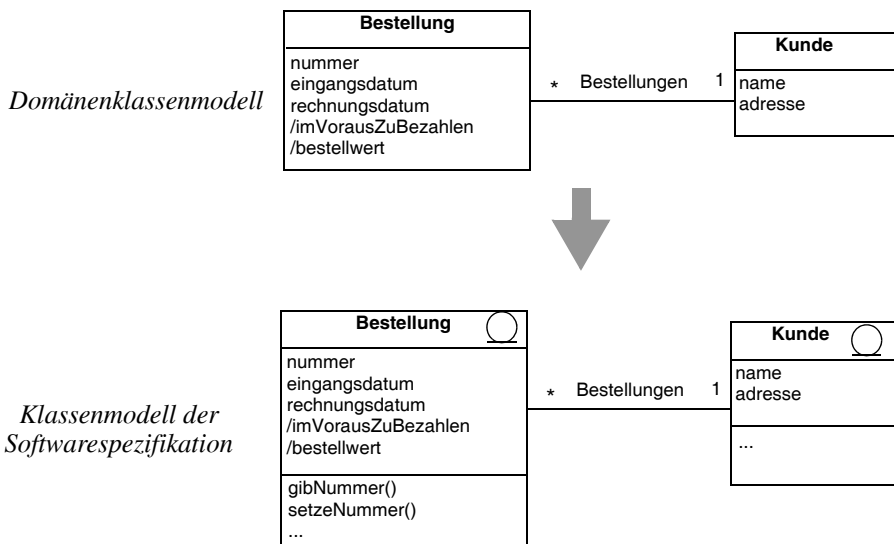 Domänenklassenmodell
Bestellung
nummer
eingangsdatum
rechnungsdatum
/imVorausZuBezahlen
/bestellwert
* Bestellungen 1
Kunde
name
adresse
Klassenmodell der
Softwarespezifikation
Bestellung
nummer
eingangsdatum
rechnungsdatum
/imVorausZuBezahlen
/bestellwert
gibNummer()
setzeNummer()
...
* Bestellungen 1
Kunde
name
adresse
...